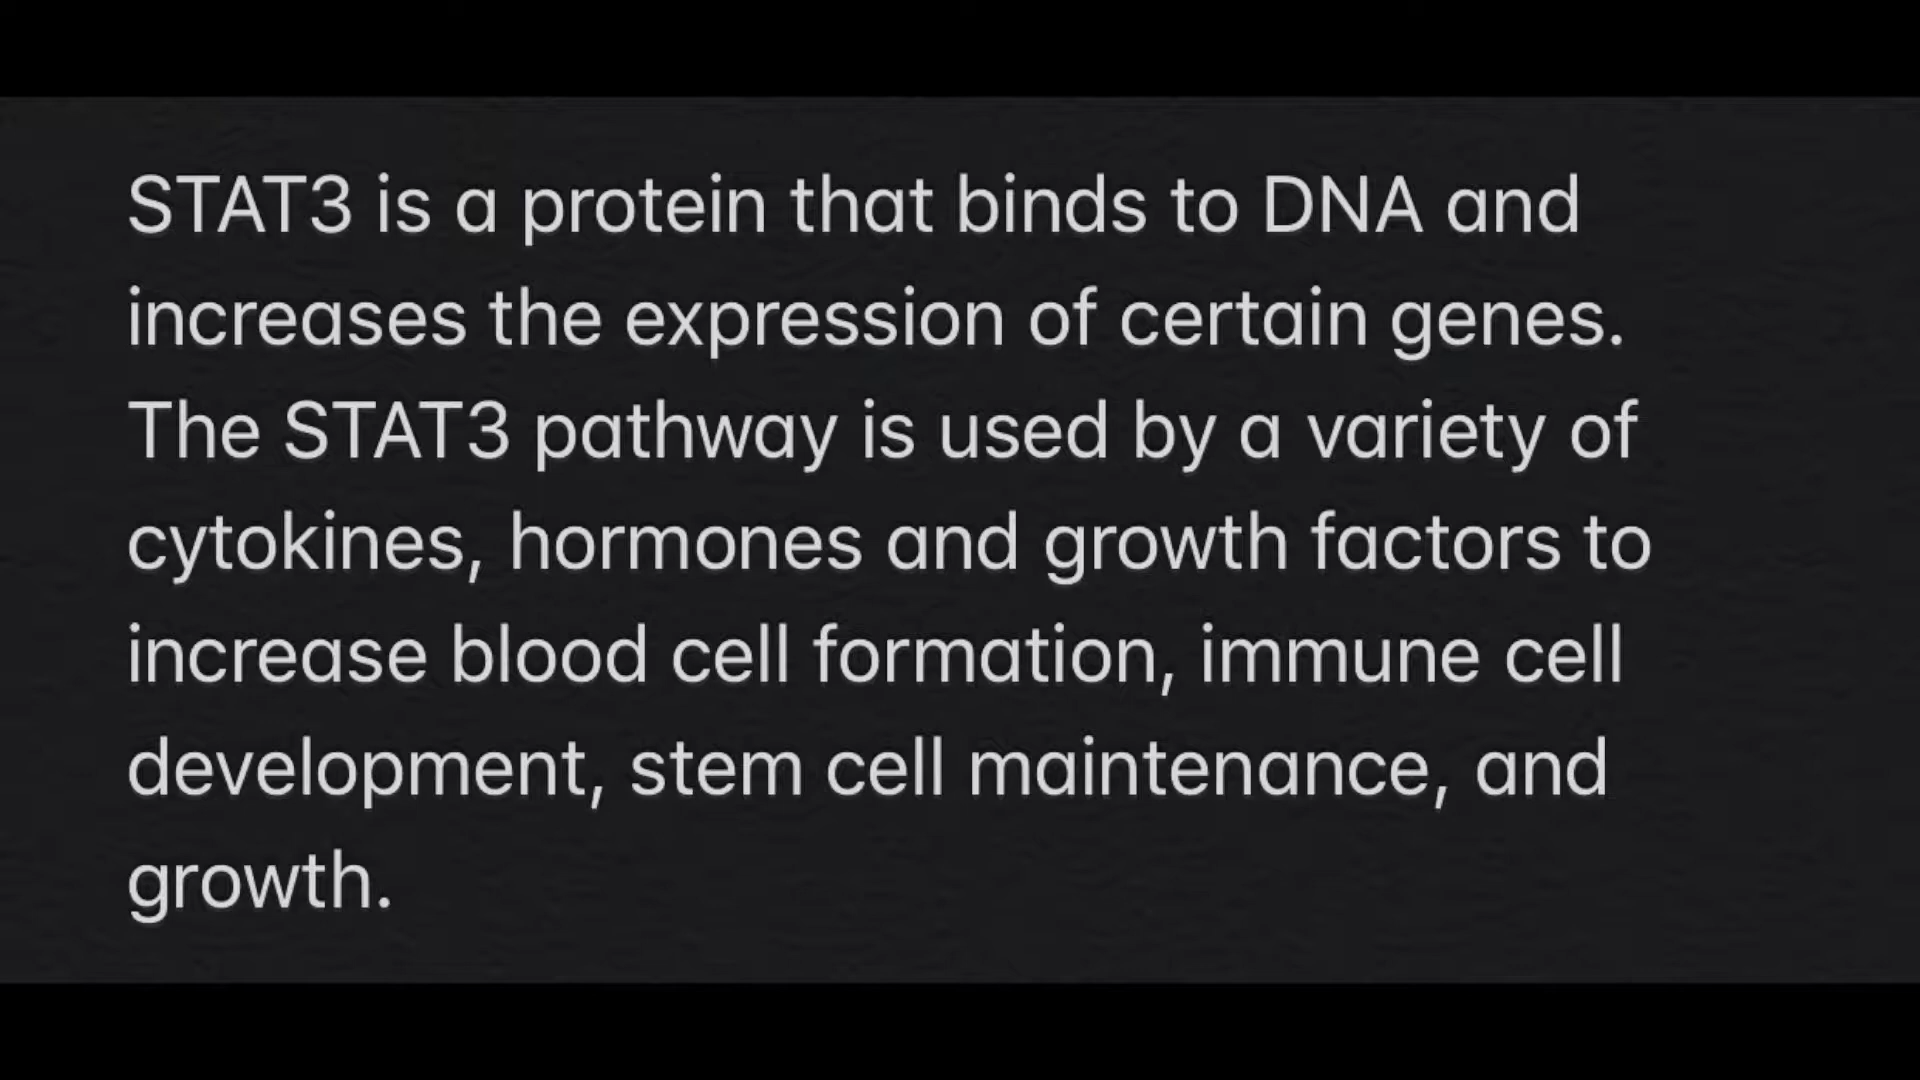 STAT3 is a protein that binds to DNA and
increases the expression of certain genes.
The STAT3 pathway is used by a variety of
cytokines, hormones and growth factors to
increase blood cell formation, immune cell
development, stem cell maintenance, and
growth.